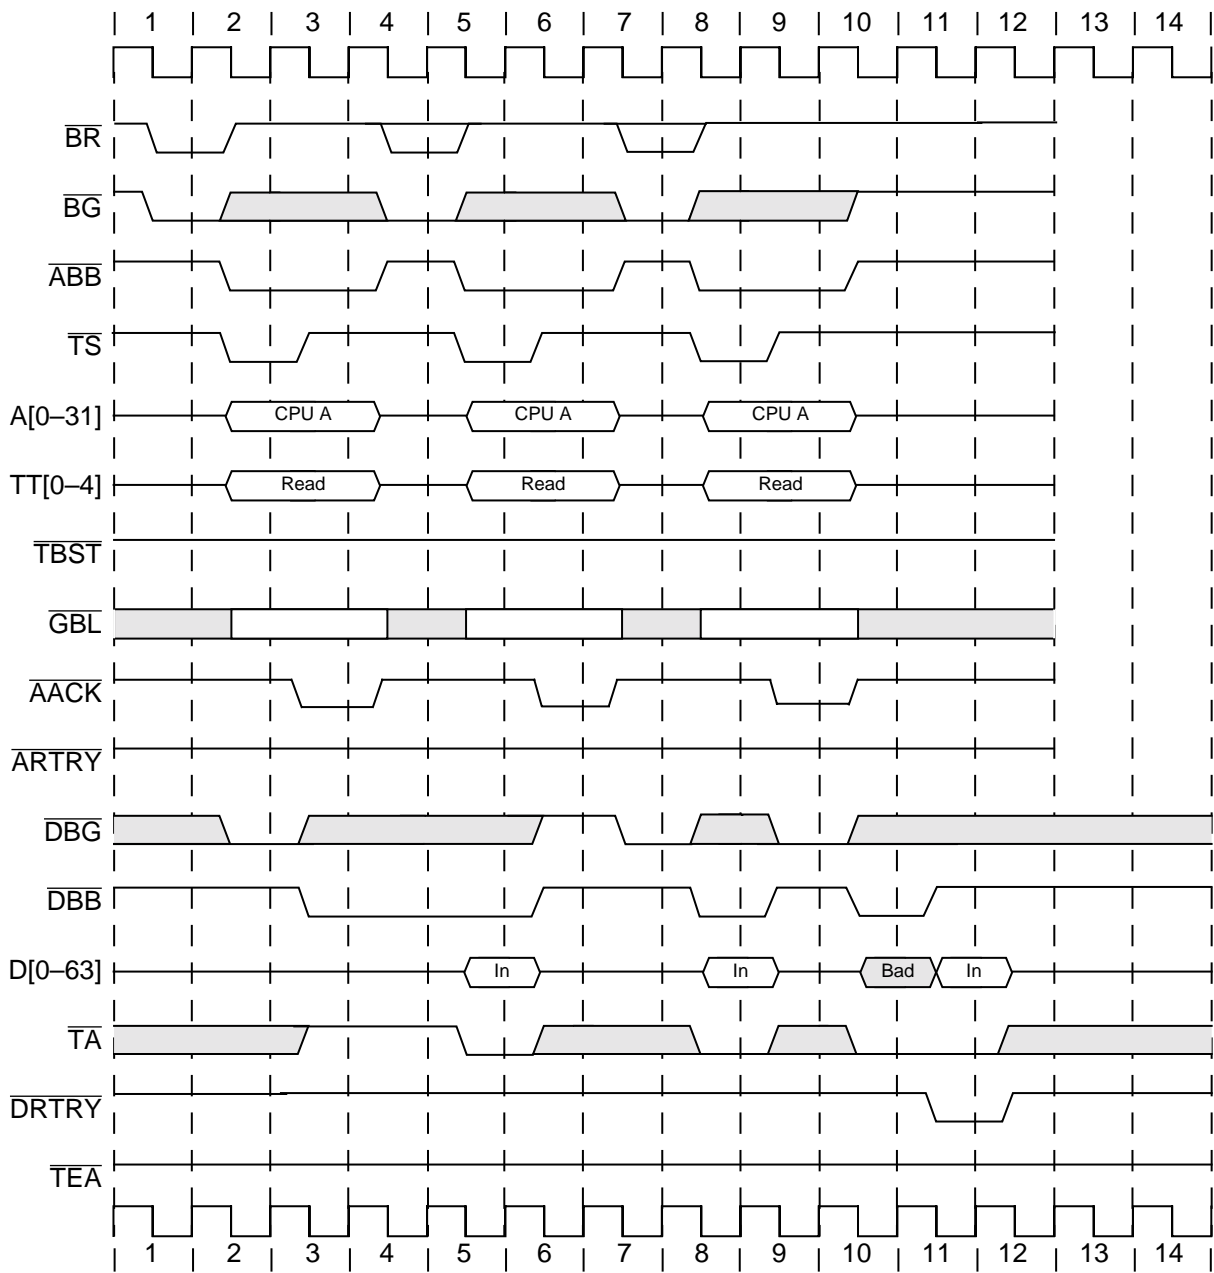 1 2 3 4 5 6 7 8 9 10 11 12 13 14
BR
BG
ABB
TS
A[0–31] CPU A CPU A CPU A
TT[0–4] Read Read Read
TBST
GBL
AACK
ARTRY
DBG
DBB
D[0–63] In In Bad In
TA
DRTRY
TEA
1 2 3 4 5 6 7 8 9 10 11 12 13 14